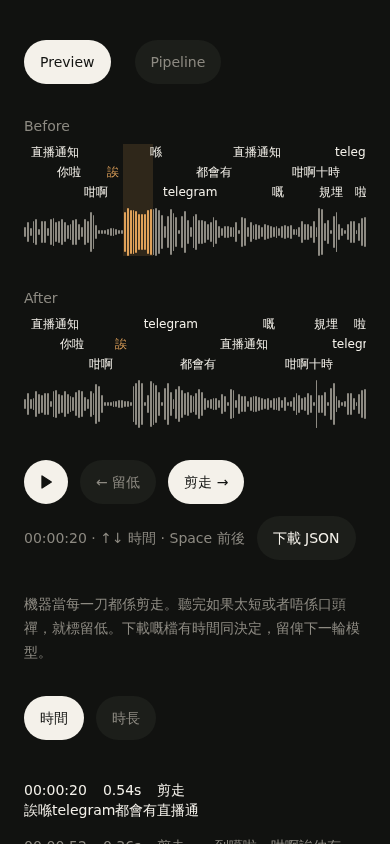 Preview Pipeline
Before
直播通知 喺 直播通知 teleg
你啦 誒 都會有 咁啊十時
咁啊 telegram 嘅 規埋 啦
After
直播通知 telegram 嘅 規埋 啦
你啦 誒 直播通知 telegr
咁啊 都會有 咁啊十時
← 留低 剪走 →
00:00:20 · ↑↓ 時間 · Space 前後 下載 JSON
機器當每一刀都係剪走。聽完如果太短或者唔係口頭
禪，就標留低。下載嘅檔有時間同決定，留俾下一輪模
型。
時間 時長
00:00:20 0.54s 剪走
誒喺telegram都會有直播通